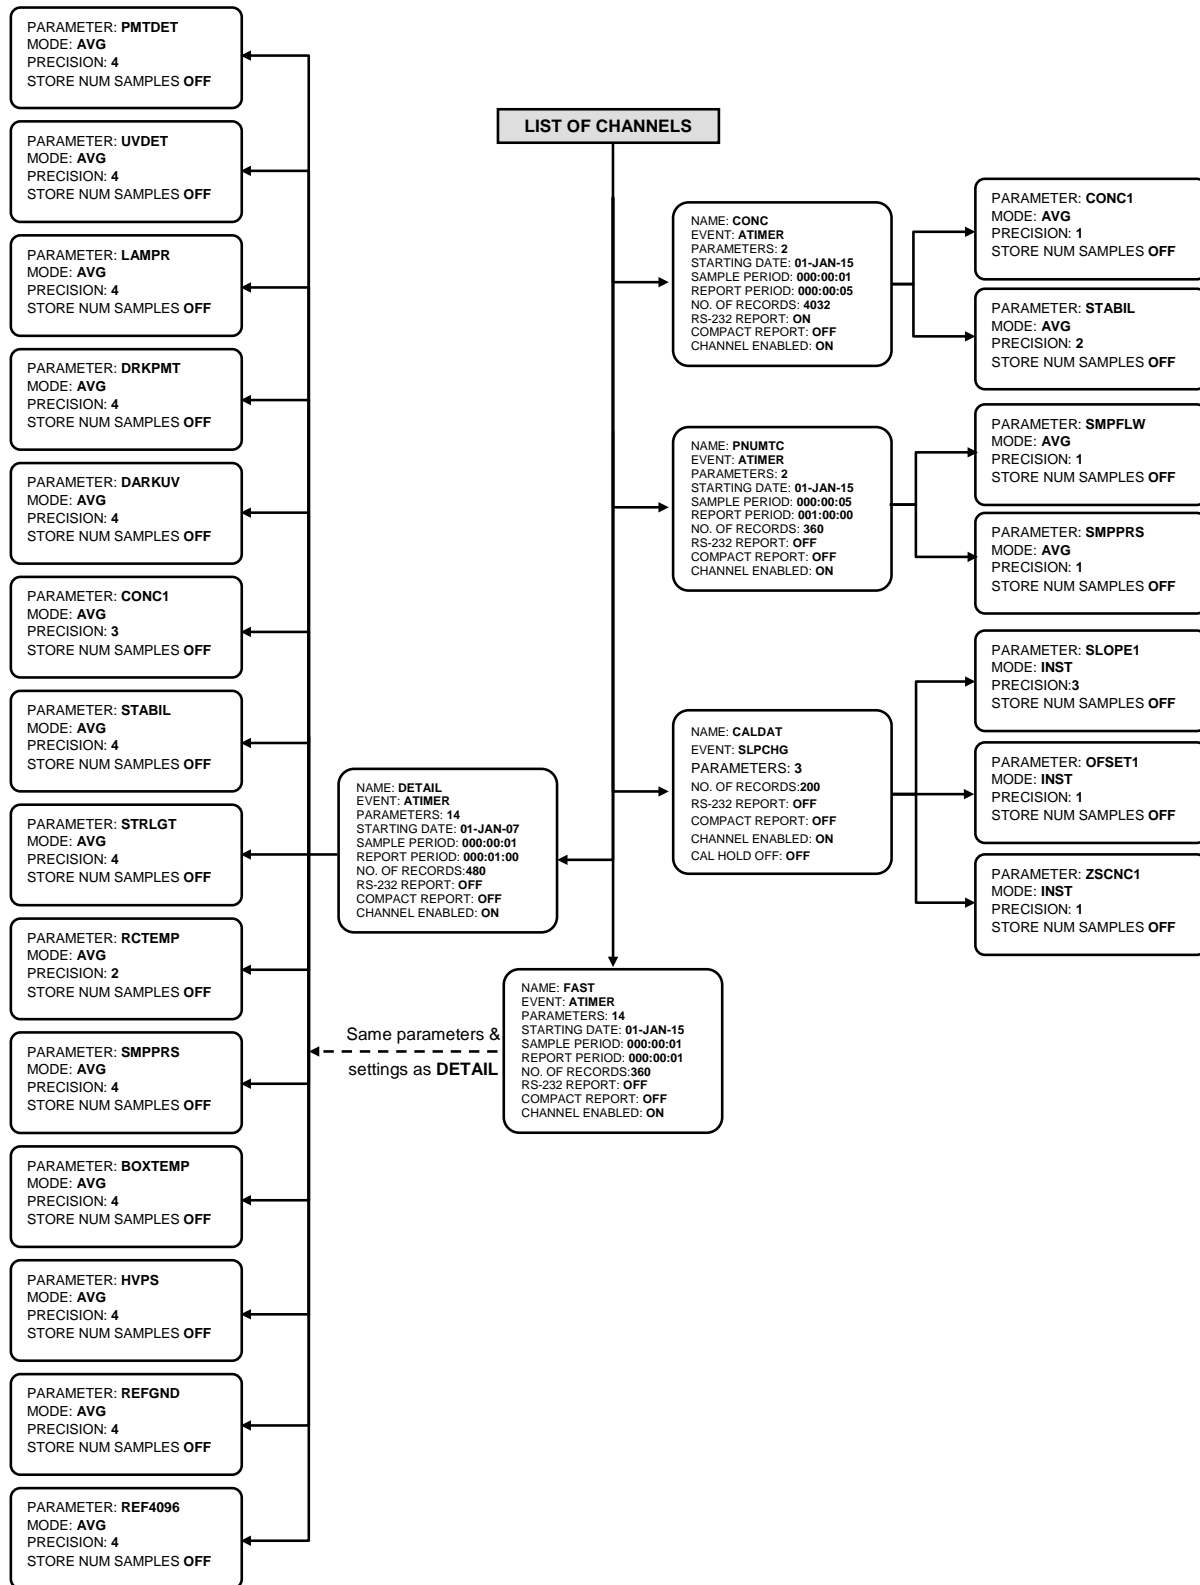 PARAMETER: PMTDET
MODE: AVG
PRECISION: 4
STORE NUM SAMPLES OFF
PARAMETER: UVDET
MODE: AVG
PRECISION: 4
STORE NUM SAMPLES OFF
PARAMETER: LAMPR
MODE: AVG
PRECISION: 4
STORE NUM SAMPLES OFF
PARAMETER: DRKPMT
MODE: AVG
PRECISION: 4
STORE NUM SAMPLES OFF
PARAMETER: DARKUV
MODE: AVG
PRECISION: 4
STORE NUM SAMPLES OFF
PARAMETER: CONC1
MODE: AVG
PRECISION: 3
STORE NUM SAMPLES OFF
PARAMETER: STABIL
MODE: AVG
PRECISION: 4
STORE NUM SAMPLES OFF
PARAMETER: STRLGT
MODE: AVG
PRECISION: 4
STORE NUM SAMPLES OFF
PARAMETER: RCTEMP
MODE: AVG
PRECISION: 2
STORE NUM SAMPLES OFF
PARAMETER: SMPPRS
MODE: AVG
PRECISION: 4
STORE NUM SAMPLES OFF
PARAMETER: BOXTEMP
MODE: AVG
PRECISION: 4
STORE NUM SAMPLES OFF
PARAMETER: HVPS
MODE: AVG
PRECISION: 4
STORE NUM SAMPLES OFF
PARAMETER: REFGND
MODE: AVG
PRECISION: 4
STORE NUM SAMPLES OFF
PARAMETER: REF4096
MODE: AVG
PRECISION: 4
STORE NUM SAMPLES OFF
LIST OF CHANNELS
NAME: CONC
EVENT: ATIMER
PARAMETERS: 2
STARTING DATE: 01-JAN-15
SAMPLE PERIOD: 000:00:01
REPORT PERIOD: 000:00:05
NO. OF RECORDS: 4032
RS-232 REPORT: ON
COMPACT REPORT: OFF
CHANNEL ENABLED: ON
PARAMETER: CONC1
MODE: AVG
PRECISION: 1
STORE NUM SAMPLES OFF
PARAMETER: STABIL
MODE: AVG
PRECISION: 2
STORE NUM SAMPLES OFF
NAME: PNUMTC
EVENT: ATIMER
PARAMETERS: 2
STARTING DATE: 01-JAN-15
SAMPLE PERIOD: 000:00:05
REPORT PERIOD: 001:00:00
NO. OF RECORDS: 360
RS-232 REPORT: OFF
COMPACT REPORT: OFF
CHANNEL ENABLED: ON
PARAMETER: SMPFLW
MODE: AVG
PRECISION: 1
STORE NUM SAMPLES OFF
PARAMETER: SMPPRS
MODE: AVG
PRECISION: 1
STORE NUM SAMPLES OFF
NAME: CALDAT
EVENT: SLPCHG
PARAMETERS: 3
NO. OF RECORDS:200
RS-232 REPORT: OFF
COMPACT REPORT: OFF
CHANNEL ENABLED: ON
CAL HOLD OFF: OFF
PARAMETER: SLOPE1
MODE: INST
PRECISION:3
STORE NUM SAMPLES OFF
PARAMETER: OFSET1
MODE: INST
PRECISION: 1
STORE NUM SAMPLES OFF
PARAMETER: ZSCNC1
MODE: INST
PRECISION: 1
STORE NUM SAMPLES OFF
NAME: DETAIL
EVENT: ATIMER
PARAMETERS: 14
STARTING DATE: 01-JAN-07
SAMPLE PERIOD: 000:00:01
REPORT PERIOD: 000:01:00
NO. OF RECORDS:480
RS-232 REPORT: OFF
COMPACT REPORT: OFF
CHANNEL ENABLED: ON
NAME: FAST
EVENT: ATIMER
PARAMETERS: 14
STARTING DATE: 01-JAN-15
SAMPLE PERIOD: 000:00:01
REPORT PERIOD: 000:00:01
NO. OF RECORDS:360
RS-232 REPORT: OFF
COMPACT REPORT: OFF
CHANNEL ENABLED: ON
Same parameters &
settings as DETAIL